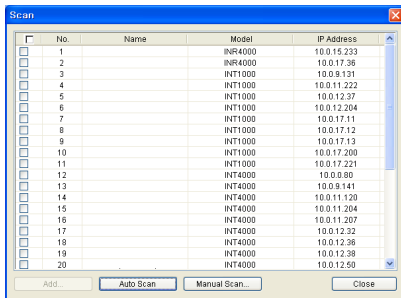 Scan
No. Name Model IP Address
1 INR4000 10.0.15.233
2 INR4000 10.0.17.36
3 INT1000 10.0.9.131
4 INT1000 10.0.11.222
5 INT1000 10.0.12.37
6 INT1000 10.0.12.204
7 INT1000 10.0.17.11
8 INT1000 10.0.17.12
9 INT1000 10.0.17.13
10 INT1000 10.0.17.200
11 INT1000 10.0.17.221
12 INT4000 10.0.0.80
13 INT4000 10.0.9.141
14 INT4000 10.0.11.120
15 INT4000 10.0.11.204
16 INT4000 10.0.11.207
17 INT4000 10.0.12.32
18 INT4000 10.0.12.36
19 INT4000 10.0.12.38
20 INT4000 10.0.12.50
Add... Auto Scan Manual Scan... Close